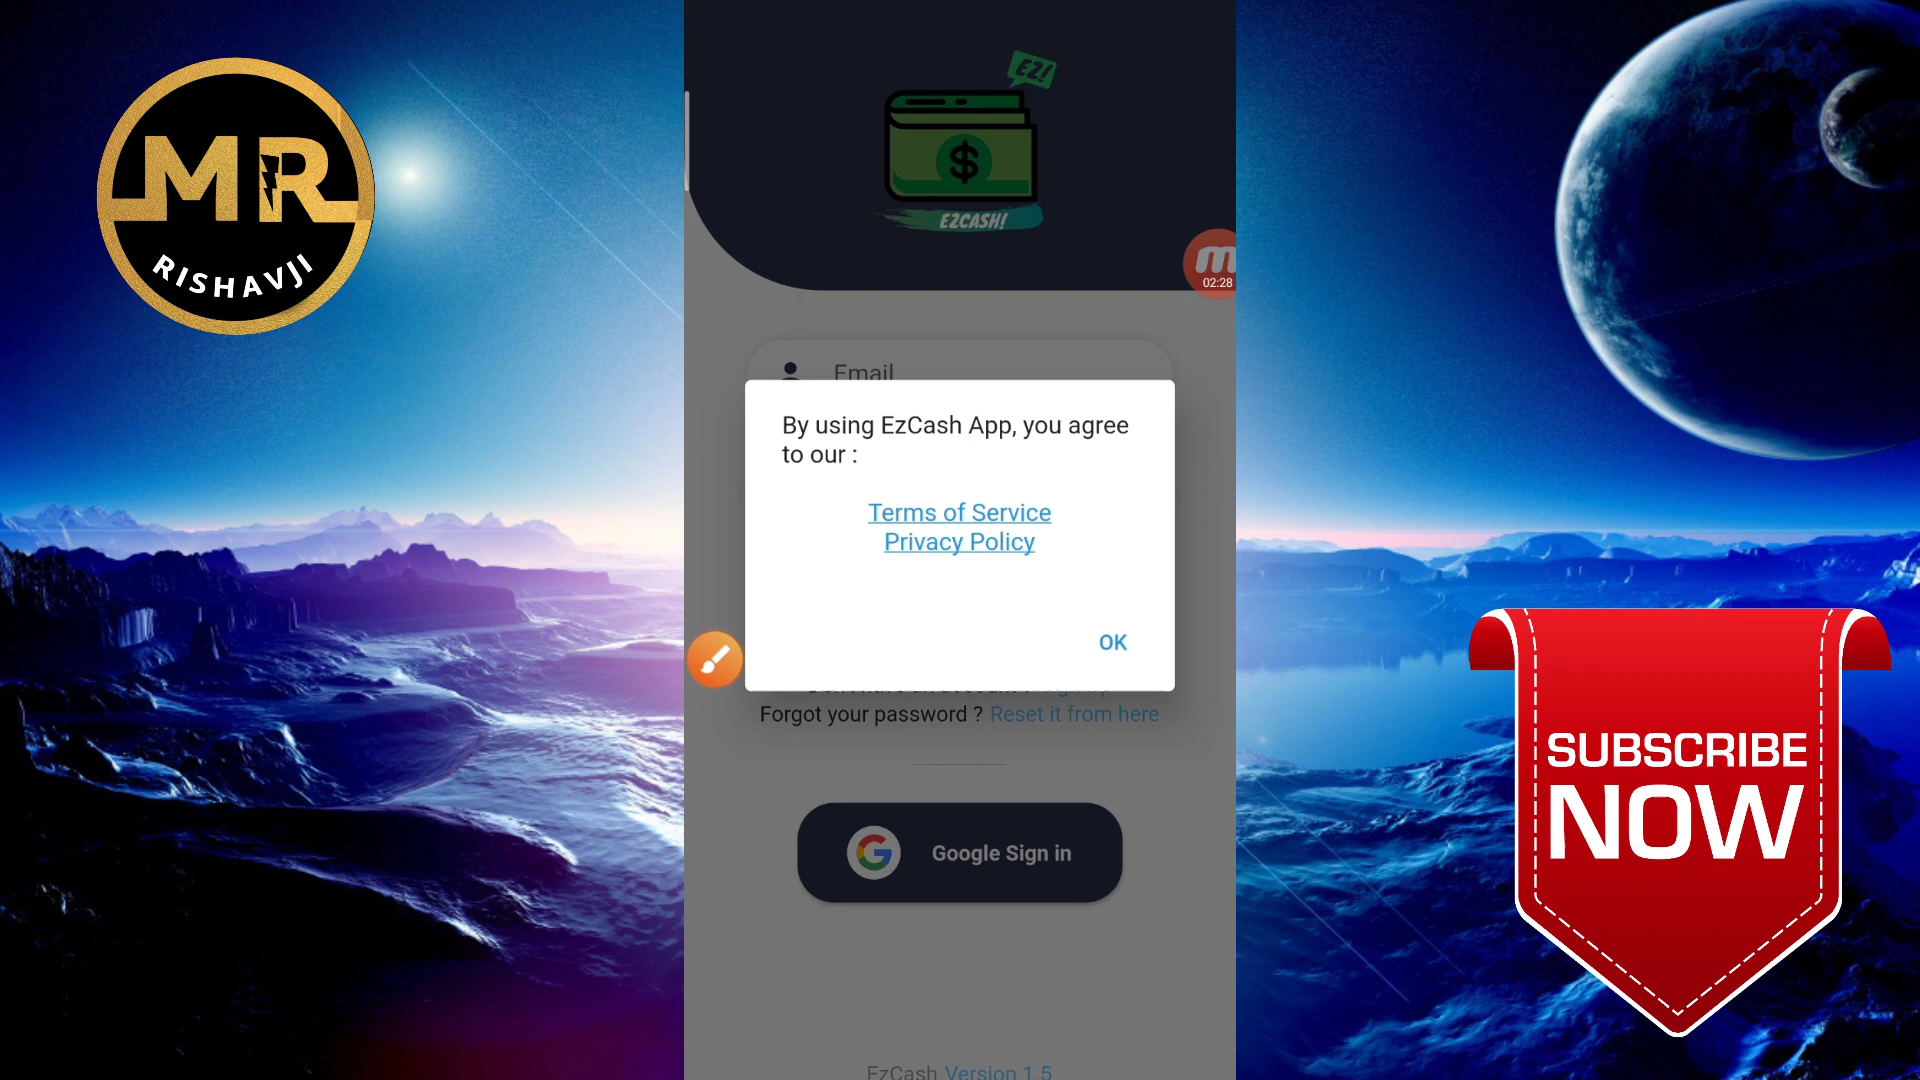 MR
RISHAVJI
EZ!
$
EZCASH!
m
02:28
Email
By using EzCash App, you agree
to our :
Terms of Service
Privacy Policy
OK
Forgot your password ? Reset it from here
G
Google Sign in
EzCash Version 1.5
SUBSCRIBE
NOW